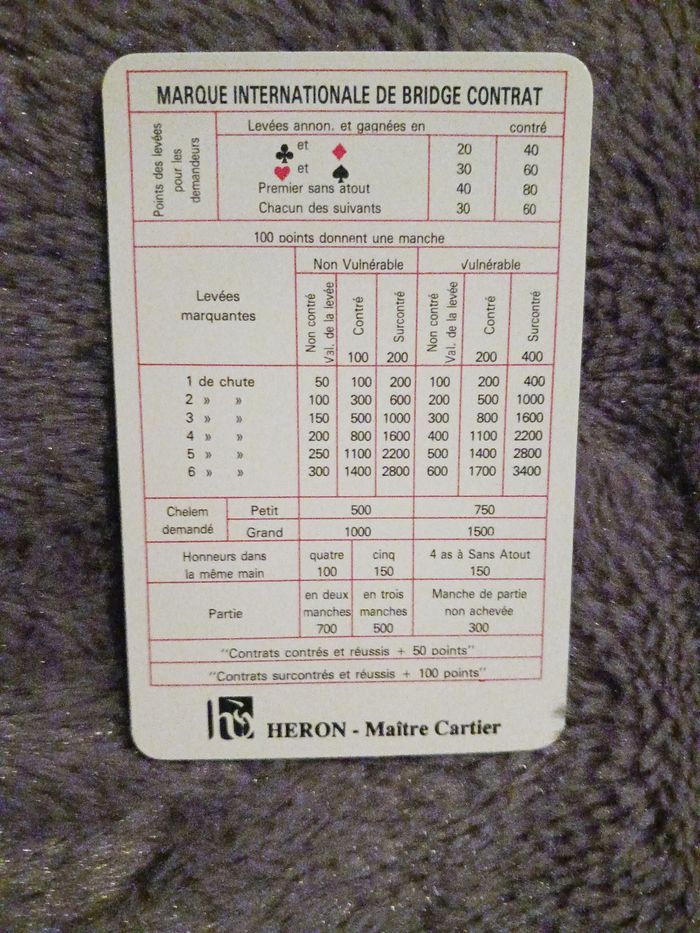 MARQUE INTERNATIONALE DE BRIDGE CONTRAT
Points des levées pour les demandeurs
Levées annon. et gagnées en contré
♣ et ♦ 20 40
♥ et ♠ 30 60
Premier sans atout 40 80
Chacun des suivants 30 60
100 points donnent une manche
Levées marquantes
Non Vulnérable Vulnérable
Non contré Val. de la levée
Contré 100
Surcontré 200
Non contré Val. de la levée
Contré 200
Surcontré 400
1 de chute 50 100 200 100 200 400
2 » » 100 300 600 200 500 1000
3 » » 150 500 1000 300 800 1600
4 » » 200 800 1600 400 1100 2200
5 » » 250 1100 2200 500 1400 2800
6 » » 300 1400 2800 600 1700 3400
Chelem demandé
Petit 500 750
Grand 1000 1500
Honneurs dans la même main
quatre 100
cinq 150
4 as à Sans Atout 150
Partie
en deux manches 700
en trois manches 500
Manche de partie non achevée 300
"Contrats contrés et réussis + 50 points"
"Contrats surcontrés et réussis + 100 points"
HERON - Maître Cartier